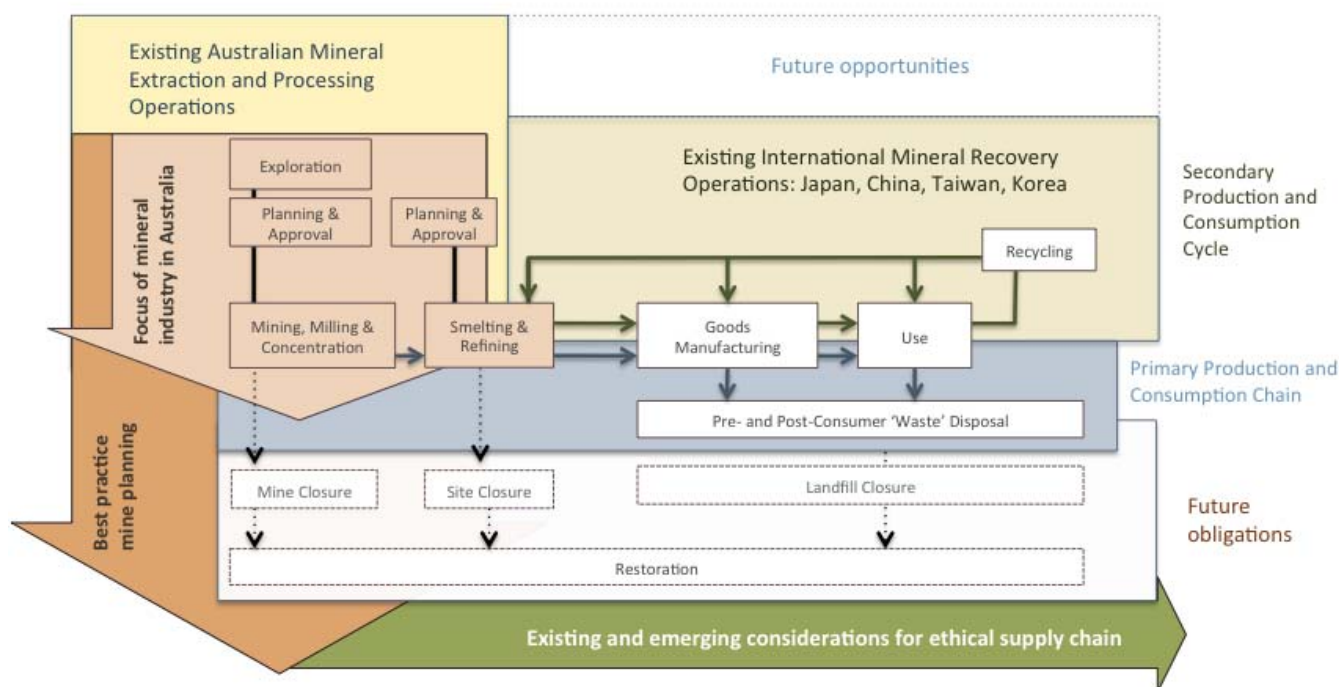 Existing Australian Mineral
Extraction and Processing
Operations
Future opportunities
Focus of mineral
industry in Australia
Exploration
Planning &
Approval
Planning &
Approval
Existing International Mineral Recovery
Operations: Japan, China, Taiwan, Korea
Secondary
Production and
Consumption
Cycle
Recycling
Mining, Milling &
Concentration
Smelting &
Refining
Goods
Manufacturing
Use
Primary Production and
Consumption Chain
Pre- and Post-Consumer ‘Waste’ Disposal
Best practice
mine planning
Mine Closure
Site Closure
Landfill Closure
Future
obligations
Restoration
Existing and emerging considerations for ethical supply chain